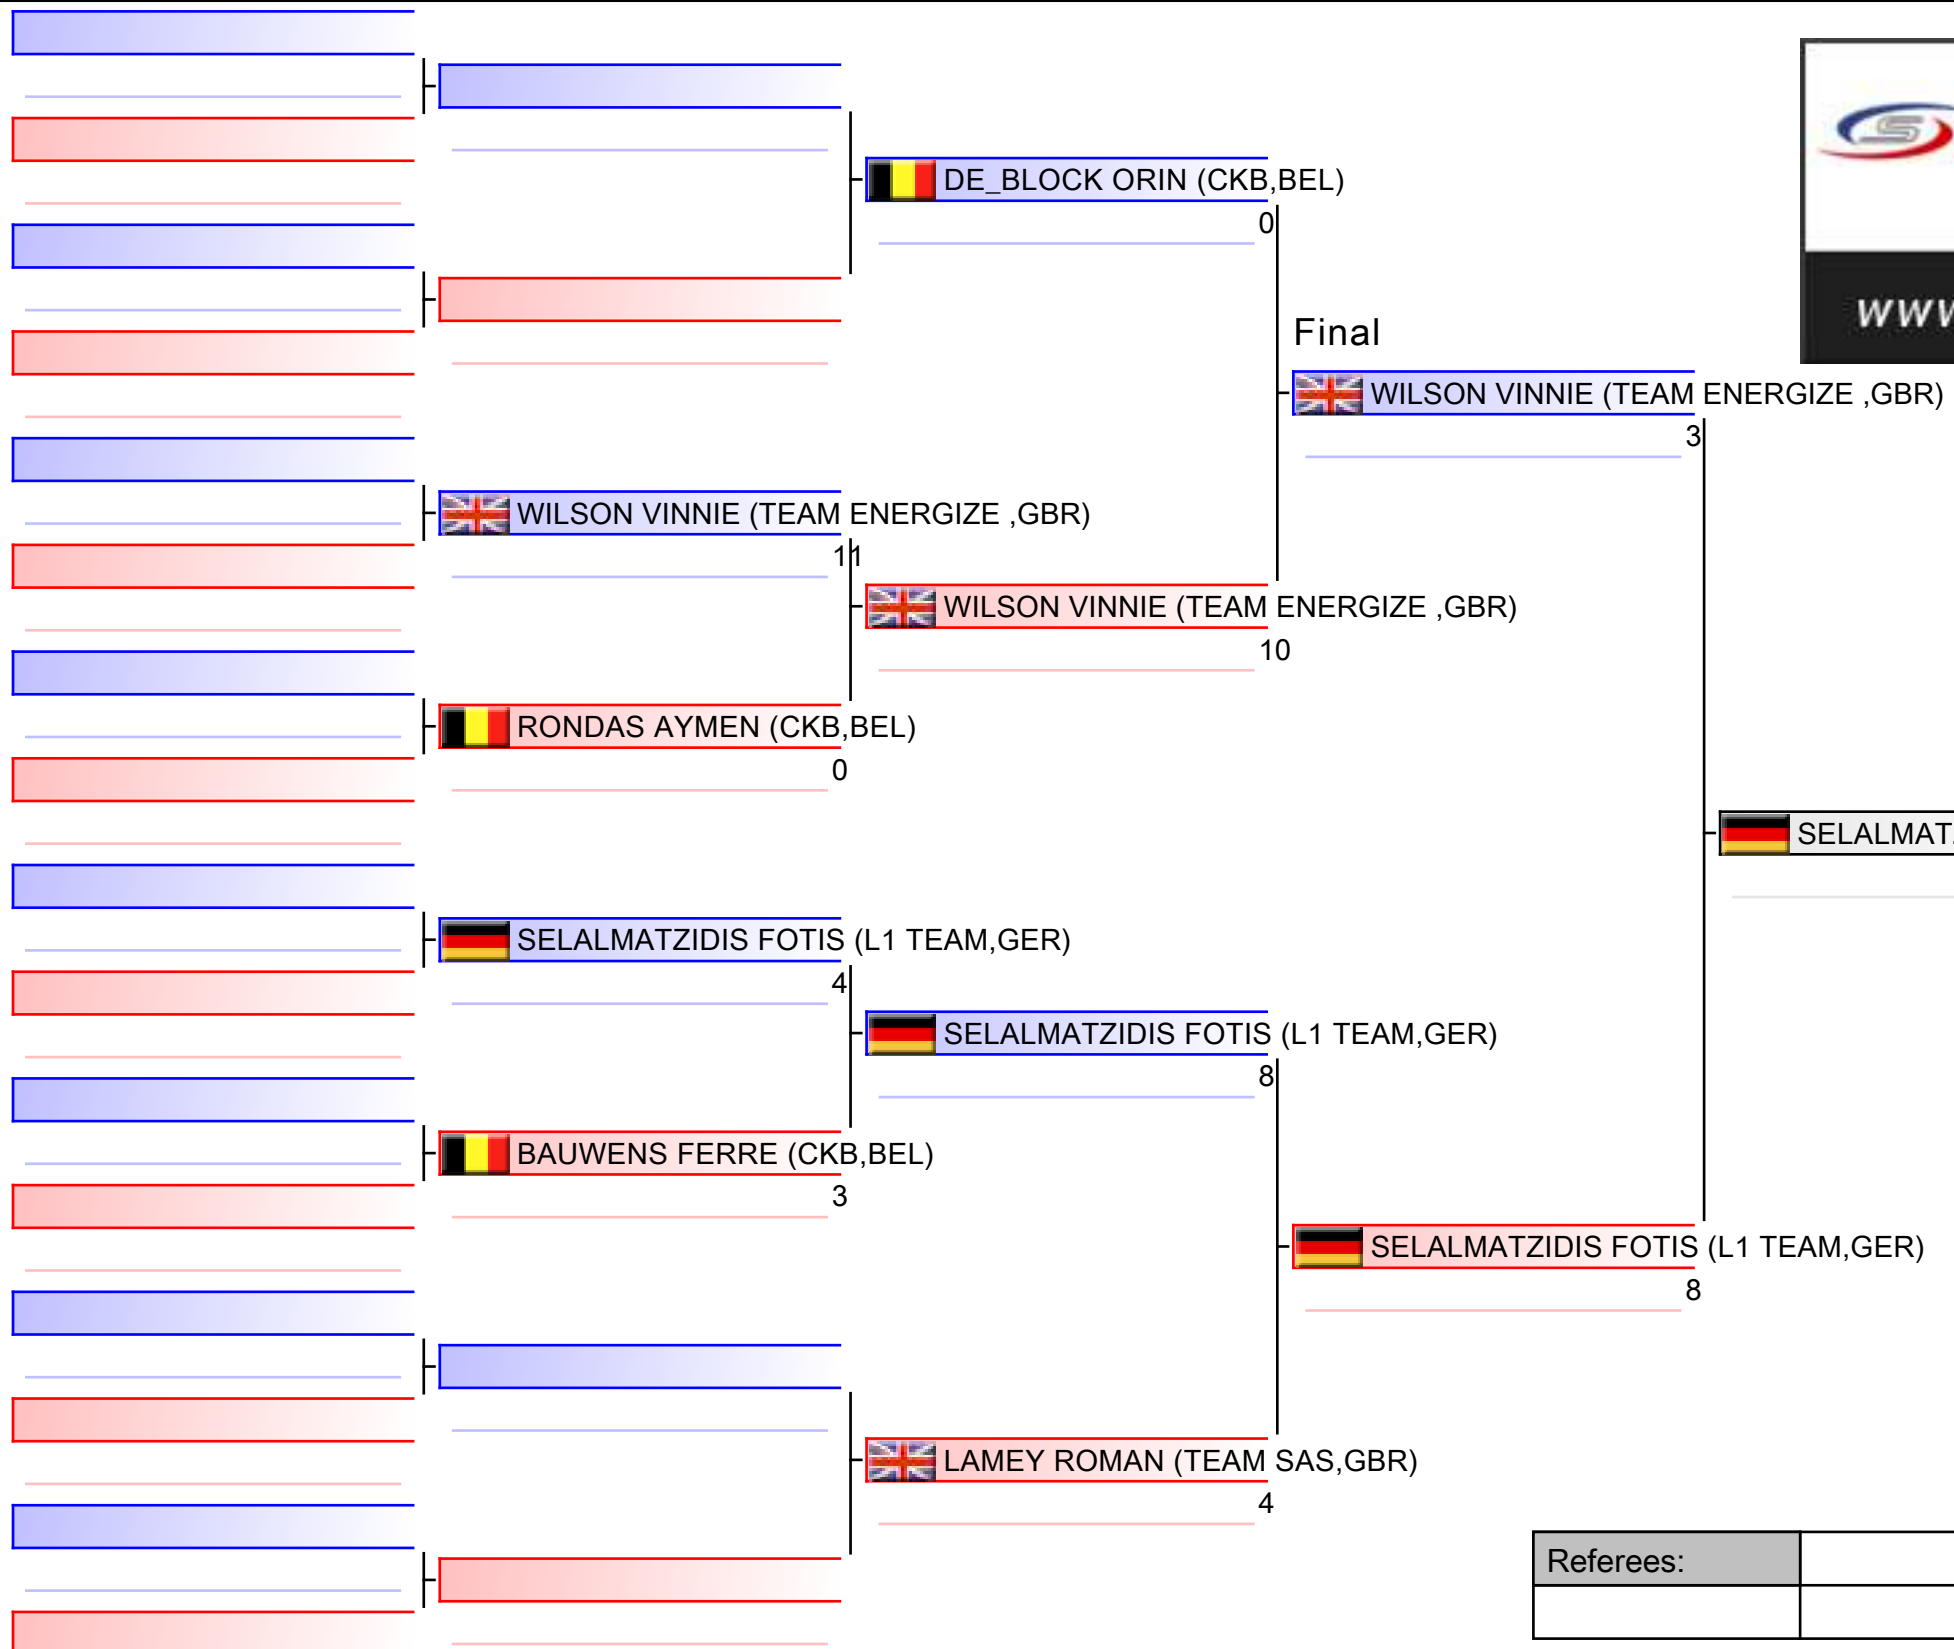 DE_BLOCK ORIN (CKB,BEL)
0
Final
WILSON VINNIE (TEAM ENERGIZE ,GBR)
3
WILSON VINNIE (TEAM ENERGIZE ,GBR)
11
WILSON VINNIE (TEAM ENERGIZE ,GBR)
10
RONDAS AYMEN (CKB,BEL)
0
SELALMAT
SELALMATZIDIS FOTIS (L1 TEAM,GER)
4
SELALMATZIDIS FOTIS (L1 TEAM,GER)
8
BAUWENS FERRE (CKB,BEL)
3
SELALMATZIDIS FOTIS (L1 TEAM,GER)
8
LAMEY ROMAN (TEAM SAS,GBR)
4
Referees:
S
www